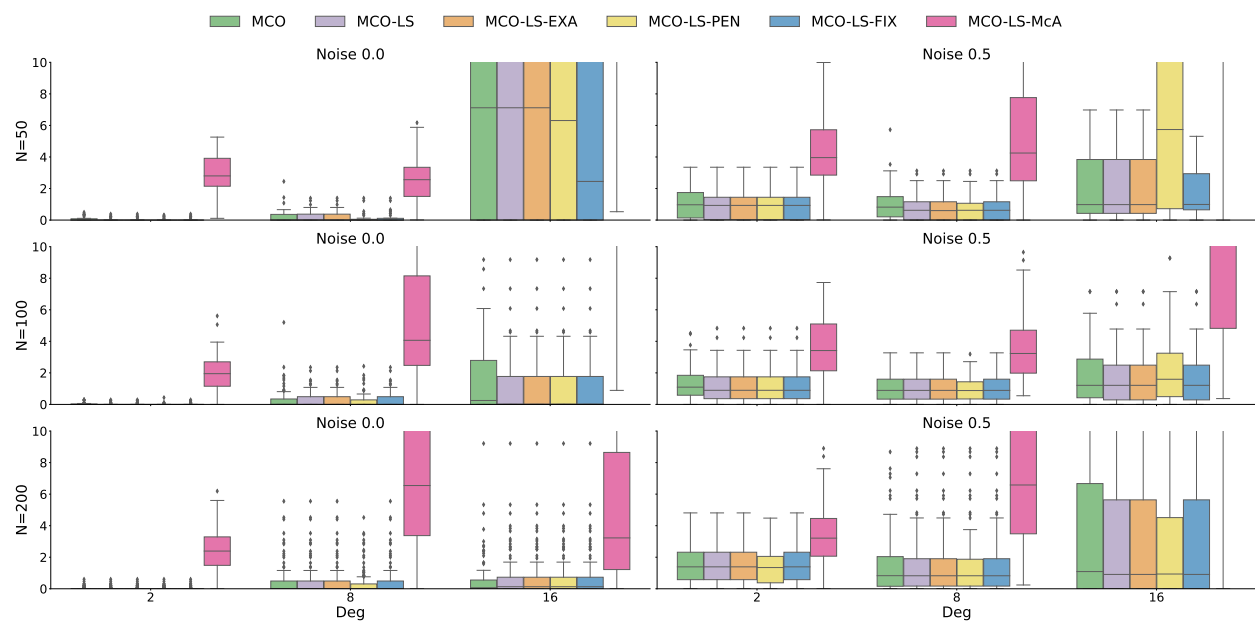 MCO MCO-LS MCO-LS-EXA MCO-LS-PEN MCO-LS-FIX MCO-LS-McA
Noise 0.0 Noise 0.5
N=50
10
8
6
4
2
0
Noise 0.0 Noise 0.5
N=100
10
8
6
4
2
0
Noise 0.0 Noise 0.5
N=200
10
8
6
4
2
0
2 8 16 2 8 16
Deg Deg